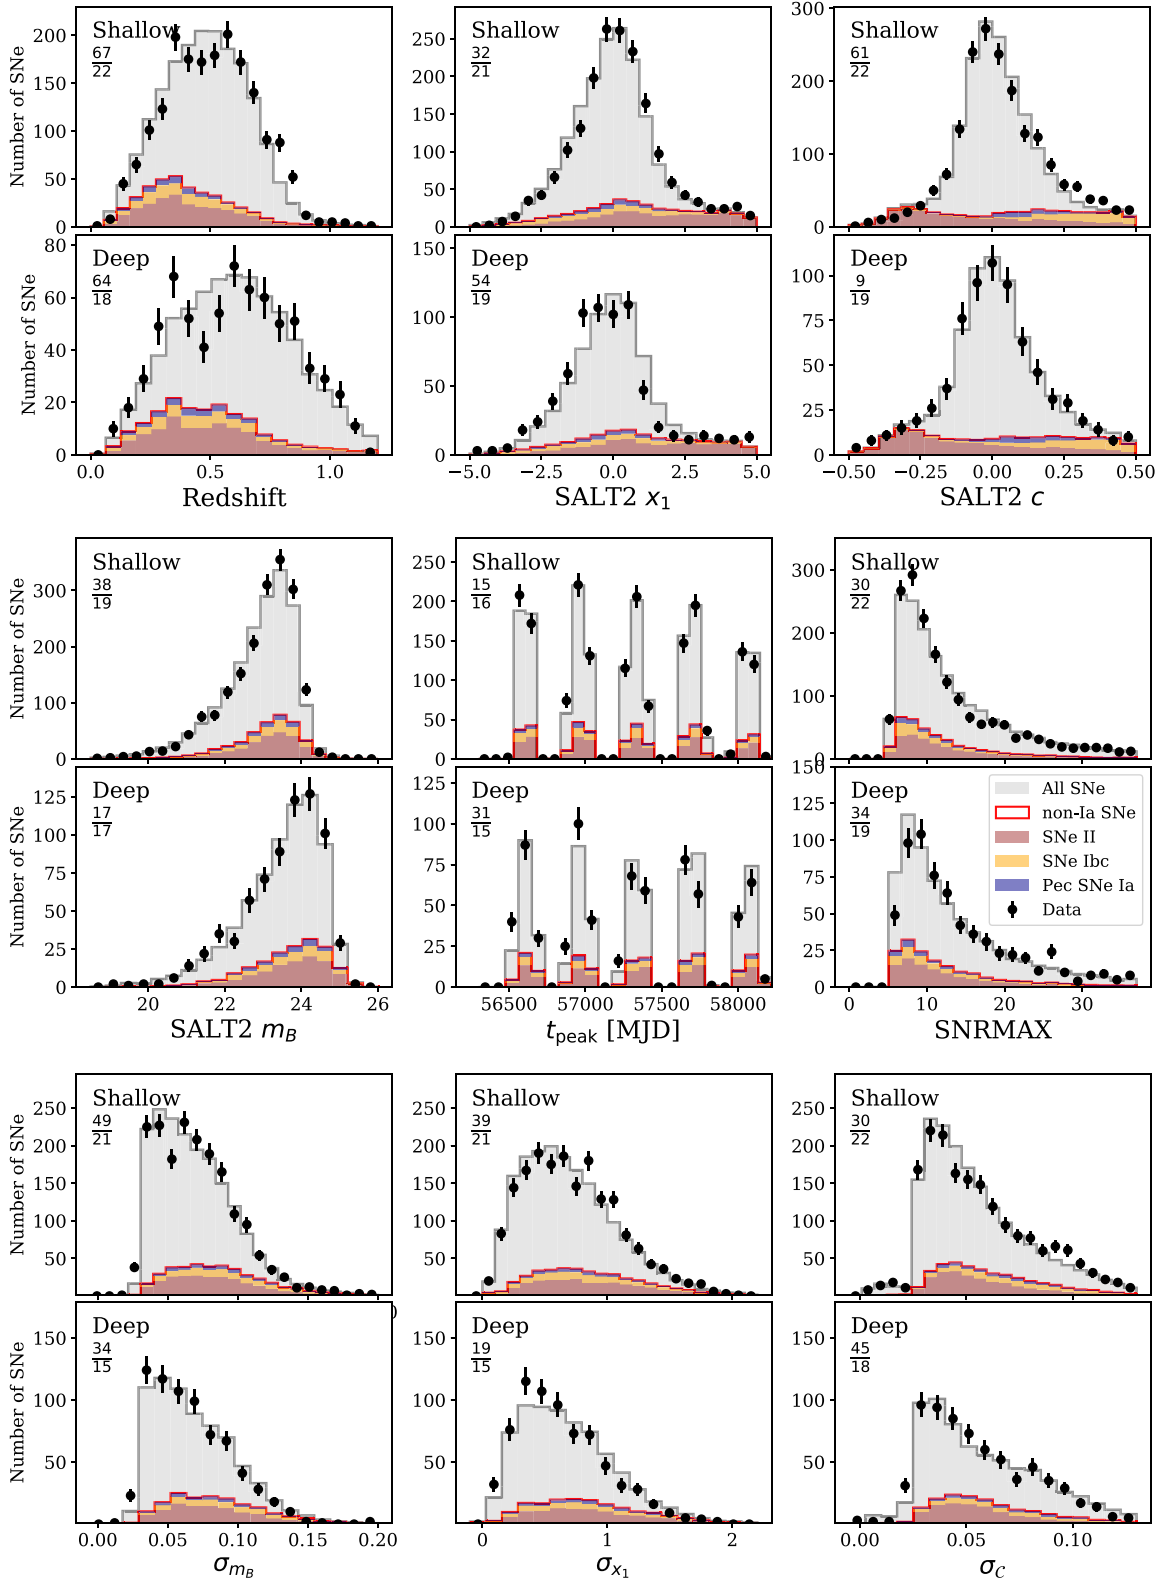 Shallow
67
22
200
150
100
50
0
Number of SNe
Shallow
32
21
250
200
150
100
50
0
Shallow
61
22
300
200
100
0
Deep
64
18
80
60
40
20
0
Number of SNe
0.0 0.5 1.0
Redshift
Deep
54
19
150
100
50
0
−5.0 −2.5 0.0 2.5 5.0
SALT2 x₁
Deep
9
19
100
75
50
25
0
−0.50 −0.25 0.00 0.25 0.50
SALT2 c
Shallow
38
19
300
200
100
0
Number of SNe
Shallow
15
16
250
200
150
100
50
0
Shallow
30
22
300
200
100
0
Deep
17
17
125
100
75
50
25
0
Number of SNe
20 22 24 26
SALT2 m_B
Deep
31
15
125
100
75
50
25
0
56500 57000 57500 58000
t_peak [MJD]
Deep
34
19
150
125
100
75
50
25
0
All SNe
non-Ia SNe
SNe II
SNe Ibc
Pec SNe Ia
Data
0 10 20 30
SNRMAX
Shallow
49
21
250
200
150
100
50
Number of SNe
Shallow
39
21
250
200
150
100
50
Shallow
30
22
250
200
150
100
50
Deep
34
15
150
100
50
Number of SNe
0.00 0.05 0.10 0.15 0.20
σ_{m_B}
Deep
19
15
150
100
50
0 1 2
σ_{x₁}
Deep
45
18
150
100
50
0.00 0.05 0.10
σ_C